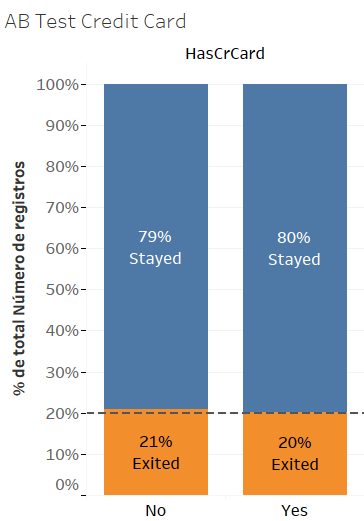 AB Test Credit Card
HasCrCard
% de total Número de registros
100%
90%
80%
70%
60%
50%
40%
30%
20%
10%
0%
79%
Stayed
80%
Stayed
21%
Exited
20%
Exited
No
Yes